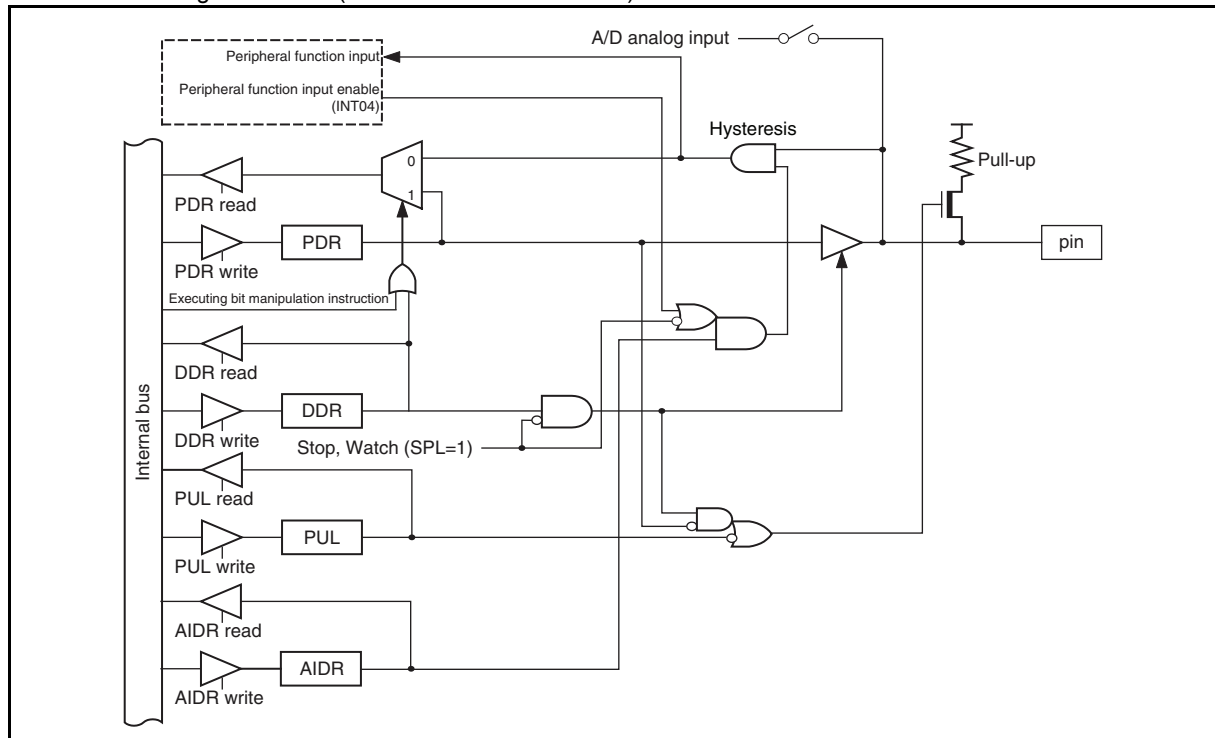 A/D analog input
Peripheral function input
Peripheral function input enable
(INT04)
Hysteresis
Pull-up
0
1
PDR read
PDR
pin
PDR write
Executing bit manipulation instruction
DDR read
DDR
DDR write
Stop, Watch (SPL=1)
Internal bus
PUL read
PUL
PUL write
AIDR read
AIDR
AIDR write